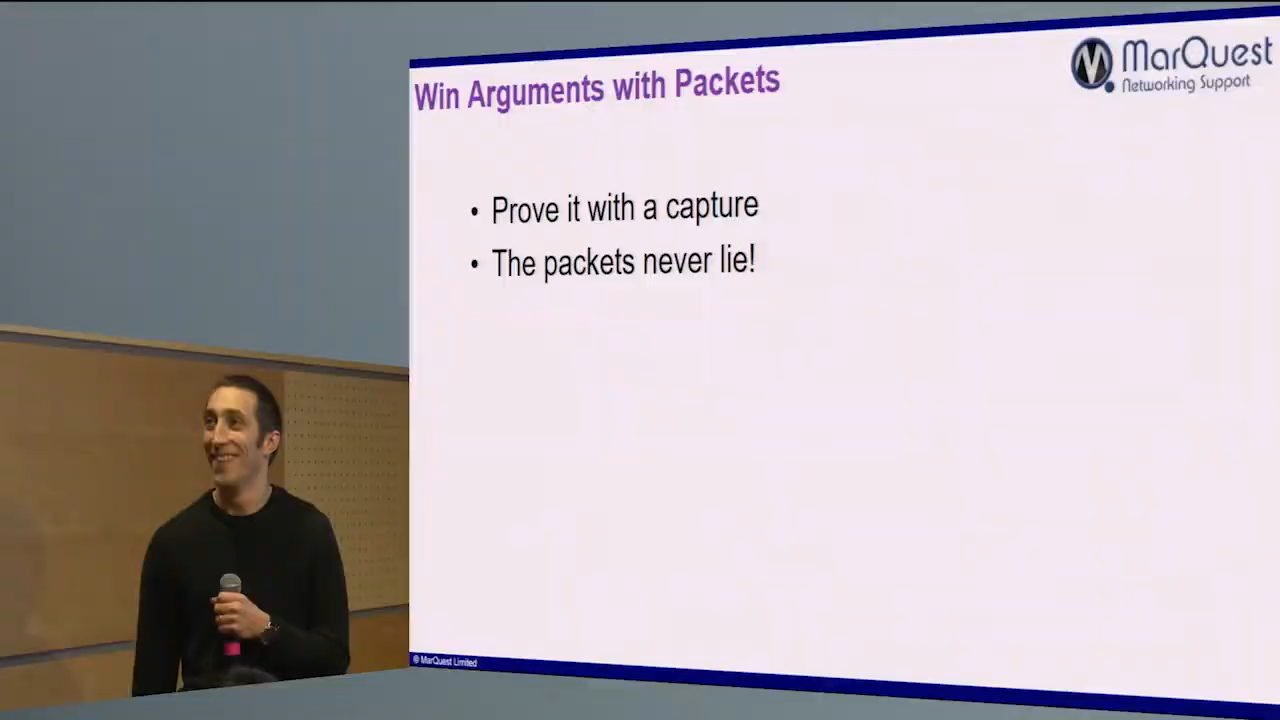 Win Arguments with Packets
MarQuest
Networking Support
• Prove it with a capture
• The packets never lie!
© MarQuest Limited